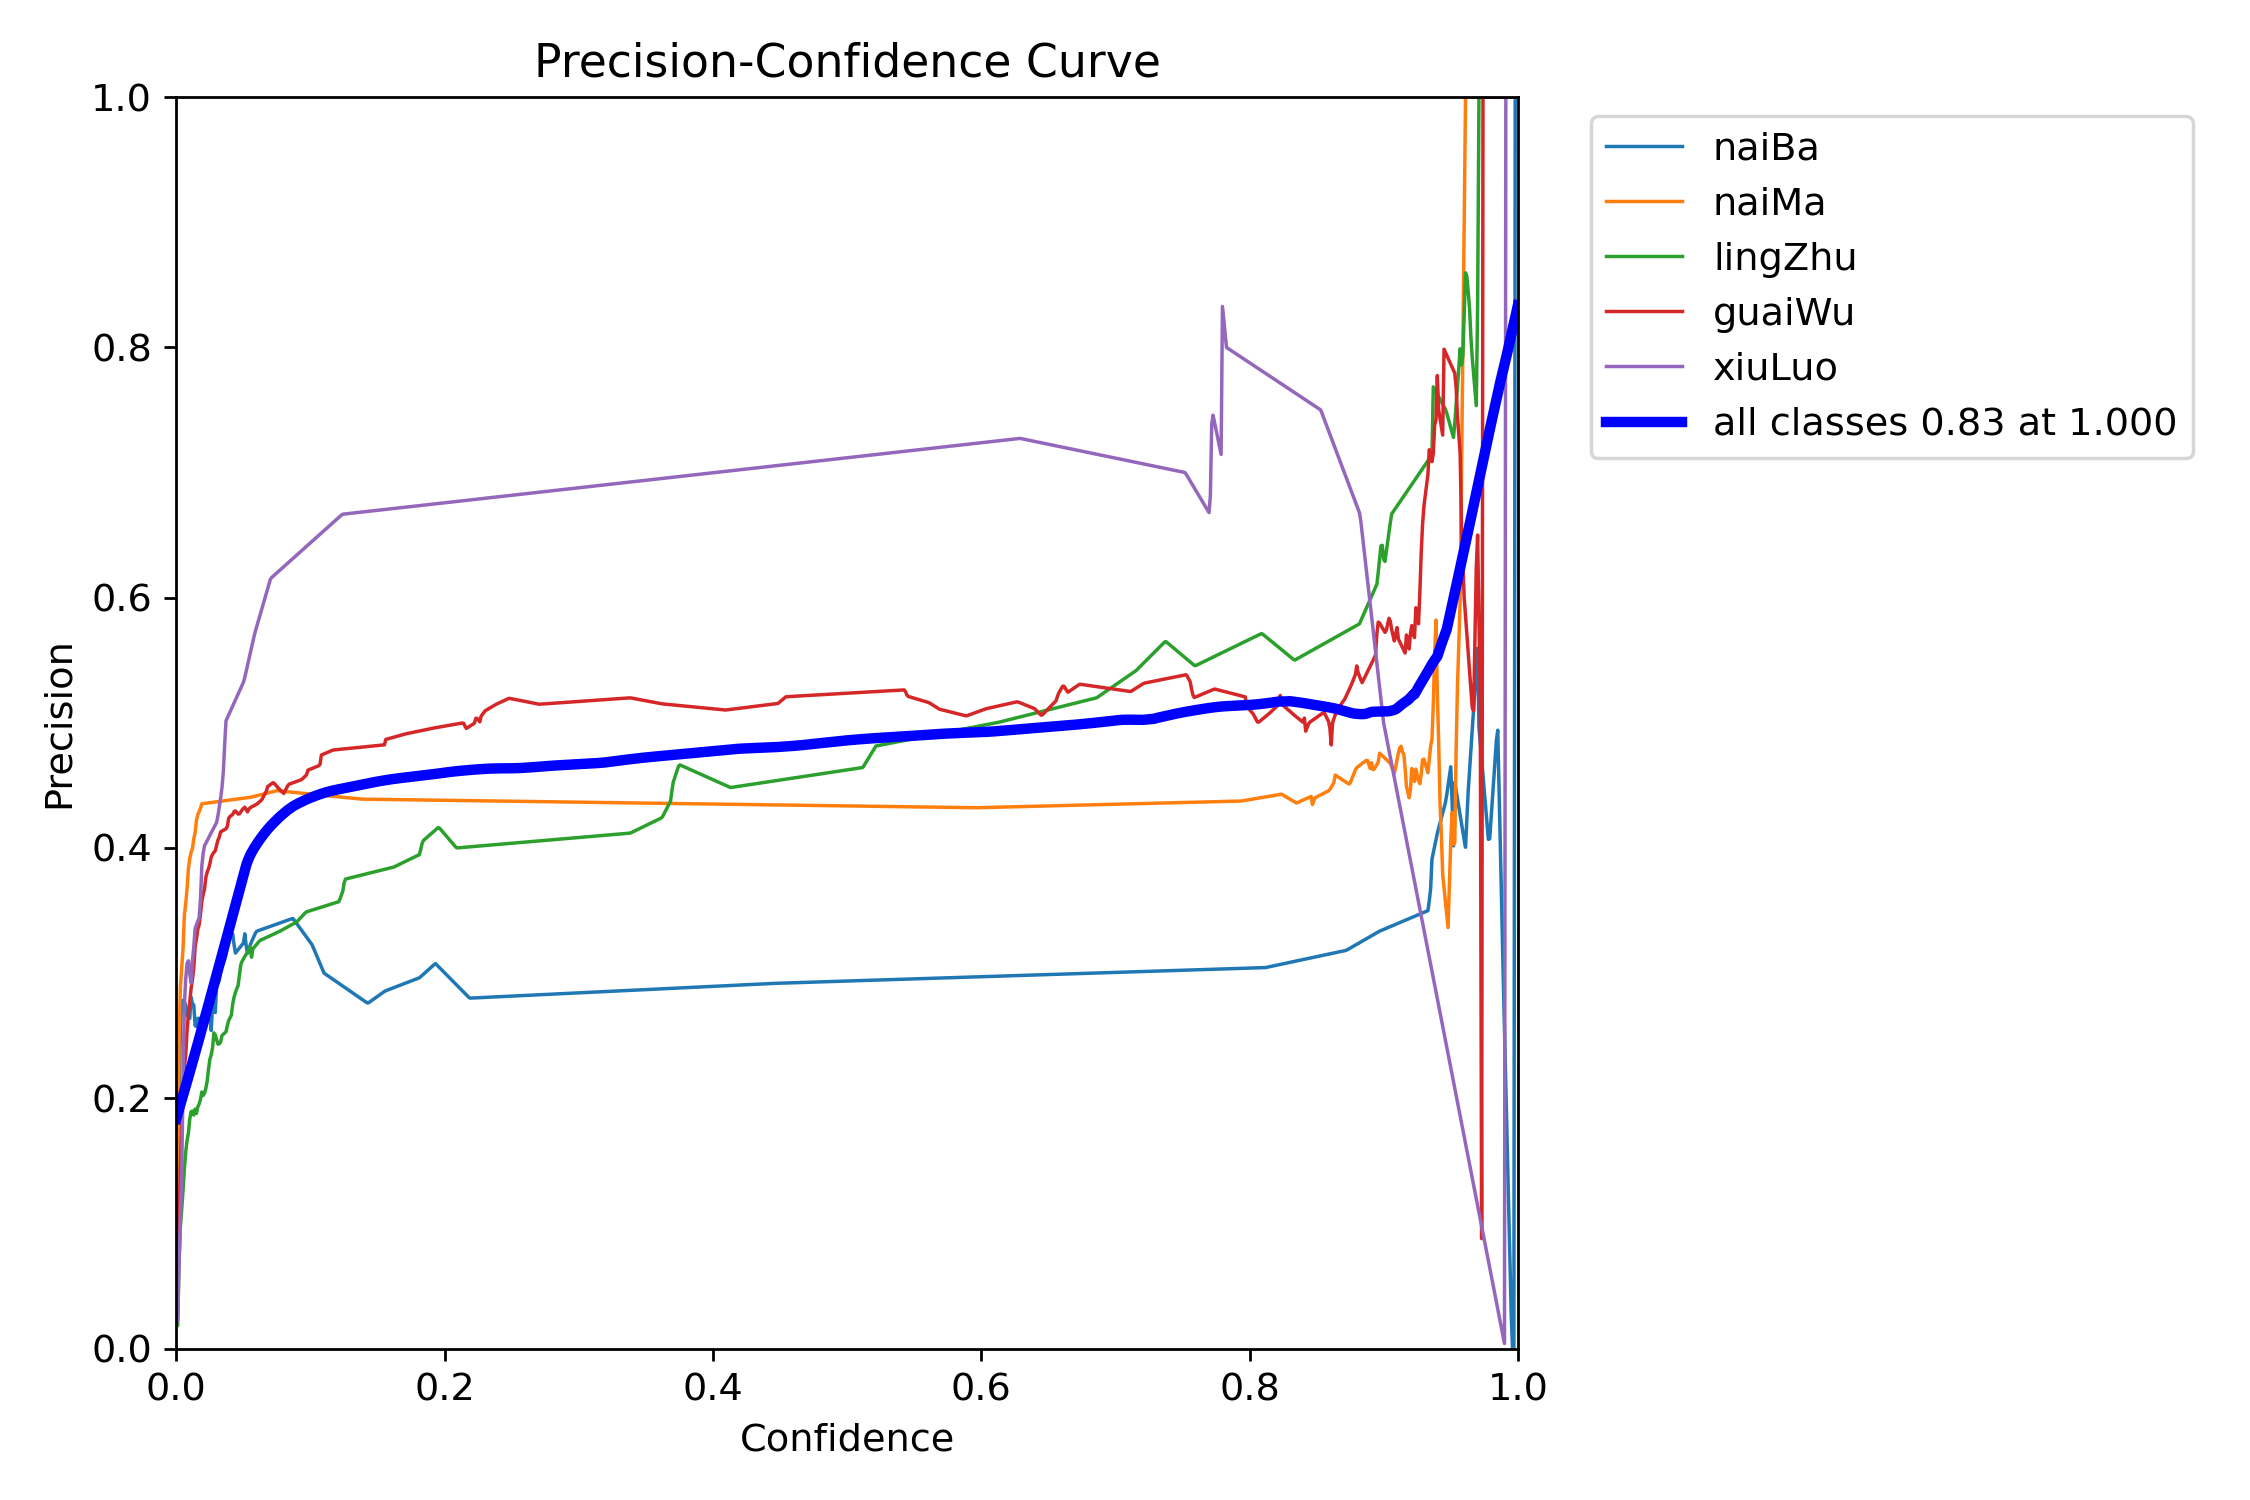 Precision-Confidence Curve
1.0
0.8
0.6
0.4
0.2
0.0
Precision
0.0 0.2 0.4 0.6 0.8 1.0
Confidence
naiBa
naiMa
lingZhu
guaiWu
xiuLuo
all classes 0.83 at 1.000